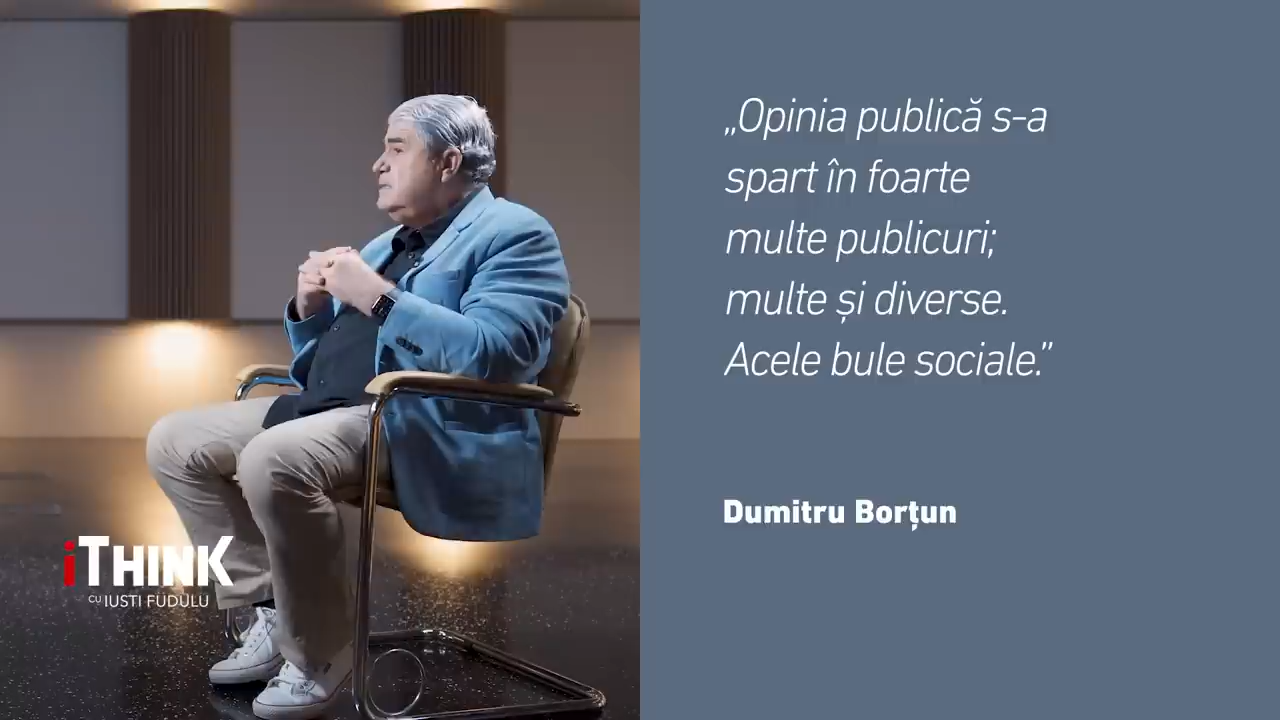 „Opinia publică s-a
spart în foarte
multe publicuri;
multe și diverse.
Acele bule sociale.”
Dumitru Borțun
iTHINK
CU IUSTI FUDULU